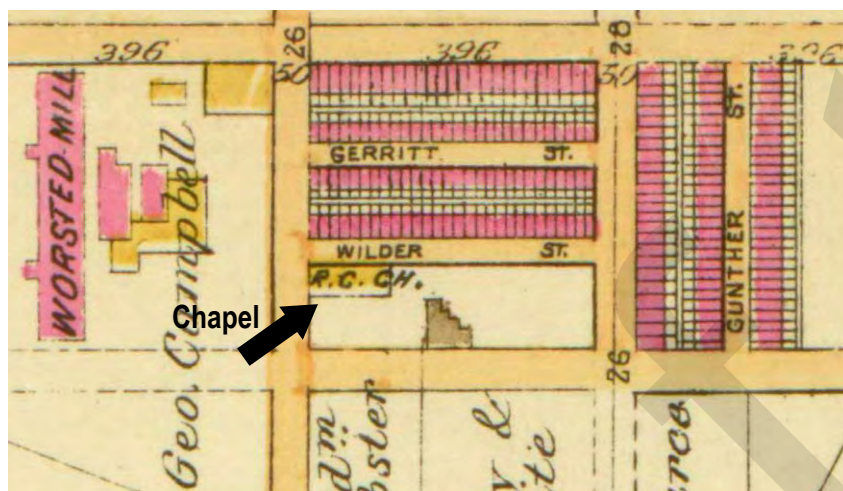 396
26
396
28
396
50
50
WORSTED MILL
Geo. Campbell
GERRITT ST.
WILDER ST.
R.C. CH.
Chapel
GUNTHER ST.
26